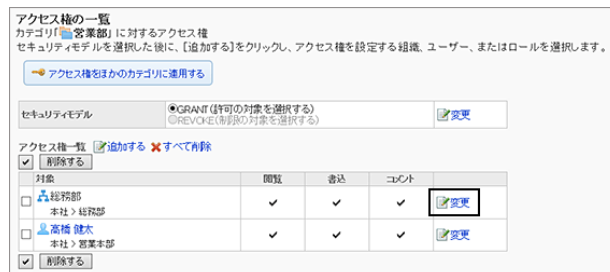 アクセス権の一覧
カテゴリ「営業部」に対するアクセス権
セキュリティモデルを選択した後に、[追加する]をクリックし、アクセス権を設定する組織、ユーザー、またはロールを選択します。
アクセス権をほかのカテゴリに適用する
セキュリティモデル GRANT(許可の対象を選択する) 変更
REVOKE(制限の対象を選択する)
アクセス権一覧 追加する すべて削除
削除する
対象 閲覧 書込 コメント
総務部 変更
本社 > 総務部
高橋 健太 変更
本社 > 営業本部
削除する